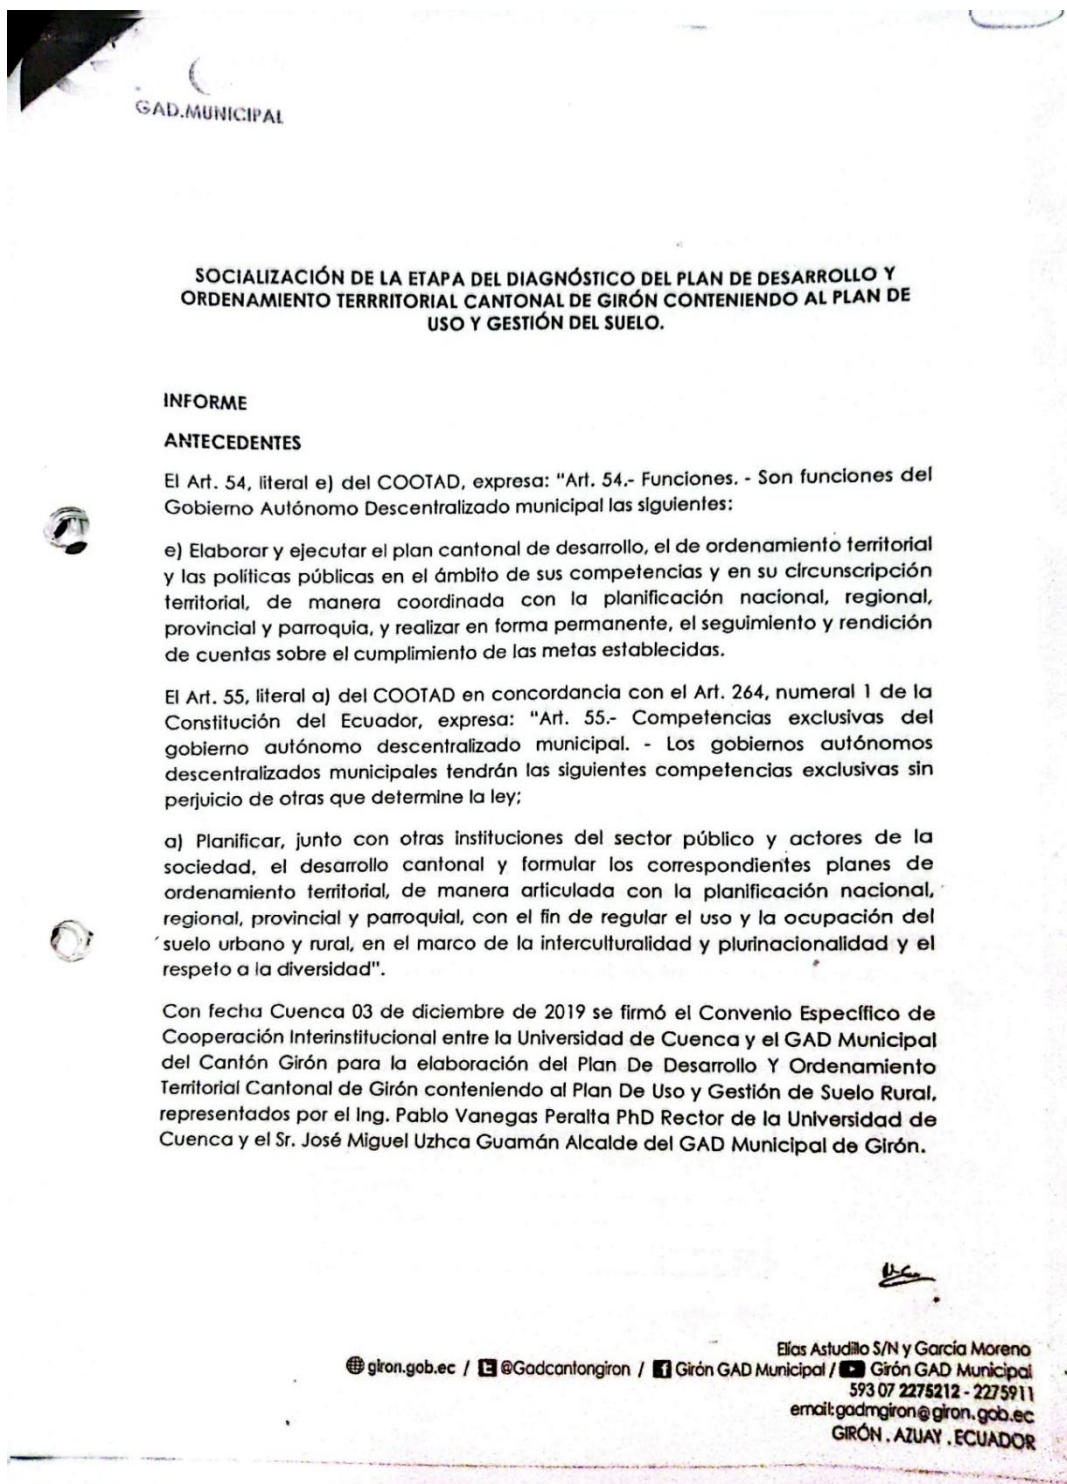 GAD.MUNICIPAL
SOCIALIZACIÓN DE LA ETAPA DEL DIAGNÓSTICO DEL PLAN DE DESARROLLO Y
ORDENAMIENTO TERRRITORIAL CANTONAL DE GIRÓN CONTENIENDO AL PLAN DE
USO Y GESTIÓN DEL SUELO.
INFORME
ANTECEDENTES
El Art. 54, literal e) del COOTAD, expresa: "Art. 54.- Funciones. - Son funciones del
Gobierno Autónomo Descentralizado municipal las siguientes:
e) Elaborar y ejecutar el plan cantonal de desarrollo, el de ordenamiento territorial
y las políticas públicas en el ámbito de sus competencias y en su circunscripción
territorial, de manera coordinada con la planificación nacional, regional,
provincial y parroquia, y realizar en forma permanente, el seguimiento y rendición
de cuentas sobre el cumplimiento de las metas establecidas.
El Art. 55, literal a) del COOTAD en concordancia con el Art. 264, numeral 1 de la
Constitución del Ecuador, expresa: "Art. 55.- Competencias exclusivas del
gobierno autónomo descentralizado municipal. - Los gobiernos autónomos
descentralizados municipales tendrán las siguientes competencias exclusivas sin
perjuicio de otras que determine la ley;
a) Planificar, junto con otras instituciones del sector público y actores de la
sociedad, el desarrollo cantonal y formular los correspondientes planes de
ordenamiento territorial, de manera articulada con la planificación nacional,
regional, provincial y parroquial, con el fin de regular el uso y la ocupación del
suelo urbano y rural, en el marco de la interculturalidad y plurinacionalidad y el
respeto a la diversidad".
Con fecha Cuenca 03 de diciembre de 2019 se firmó el Convenio Específico de
Cooperación Interinstitucional entre la Universidad de Cuenca y el GAD Municipal
del Cantón Girón para la elaboración del Plan De Desarrollo Y Ordenamiento
Territorial Cantonal de Girón conteniendo al Plan De Uso y Gestión de Suelo Rural,
representados por el Ing. Pablo Vanegas Peralta PhD Rector de la Universidad de
Cuenca y el Sr. José Miguel Uzhca Guamán Alcalde del GAD Municipal de Girón.
Elías Astudillo S/N y García Moreno
giron.gob.ec / @Gadcantongiron / Girón GAD Municipal / Girón GAD Municipal
593 07 2275212 - 2275911
email:gadmgiron@giron.gob.ec
GIRÓN . AZUAY . ECUADOR